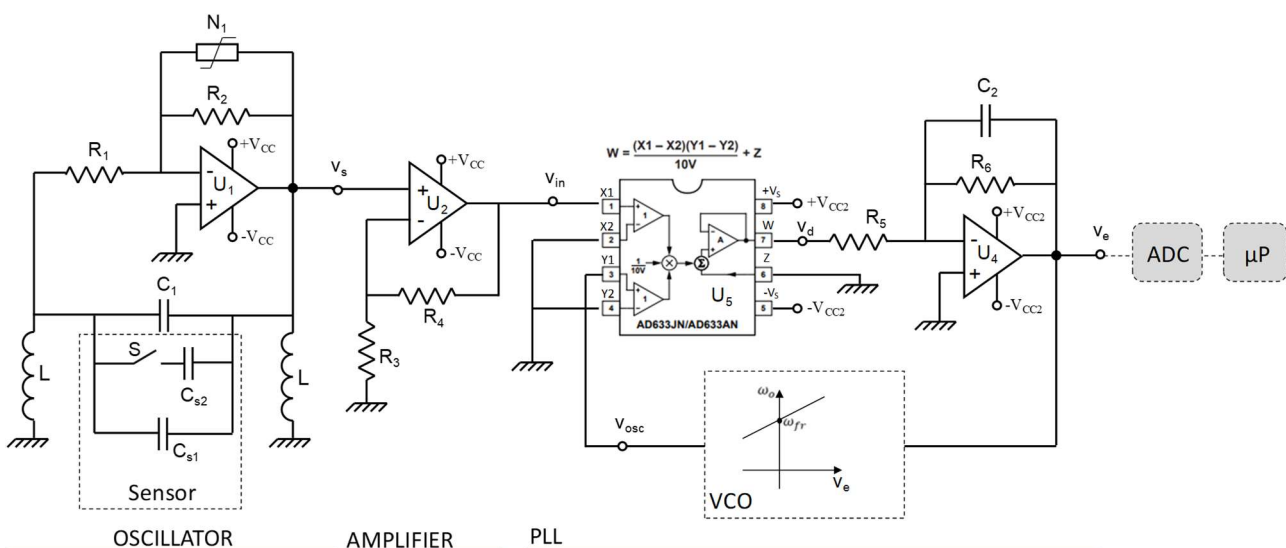 N1
R2
+VCC
R1
-
U1
+
-VCC
vs
C1
S
Cs2
Cs1
L
L
Sensor
OSCILLATOR
+VCC
+
U2
-
-VCC
R4
R3
AMPLIFIER
vin
W = (X1 − X2)(Y1 − Y2) / 10V + Z
X1
1
X2
2
Y1
3
Y2
4
1
1/10V
1
A
Σ
U5
+VS
8
+VCC2
W
7
vd
Z
6
-VS
5
-VCC2
AD633JN/AD633AN
R5
C2
R6
+VCC2
-
U4
+
-VCC2
ve
ADC
μP
vosc
ωo
ωfr
Ve
VCO
PLL